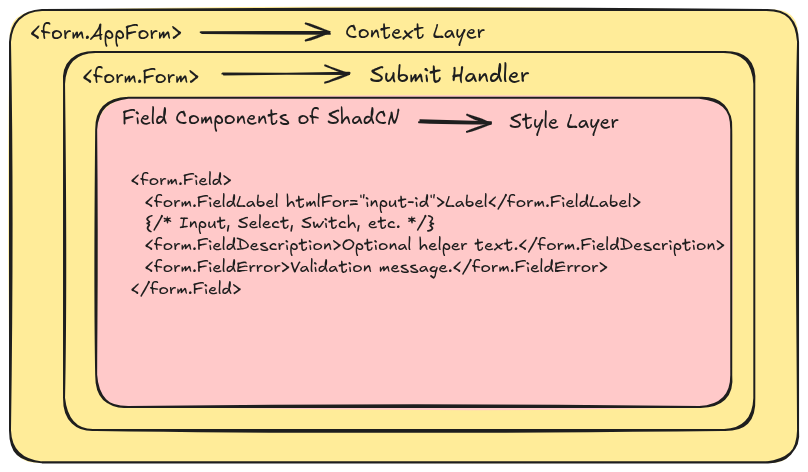 <form.AppForm> Context Layer
<form.Form> Submit Handler
Field Components of ShadCN Style Layer
<form.Field>
<form.FieldLabel htmlFor="input-id">Label</form.FieldLabel>
{/* Input, Select, Switch, etc. */}
<form.FieldDescription>Optional helper text.</form.FieldDescription>
<form.FieldError>Validation message.</form.FieldError>
</form.Field>